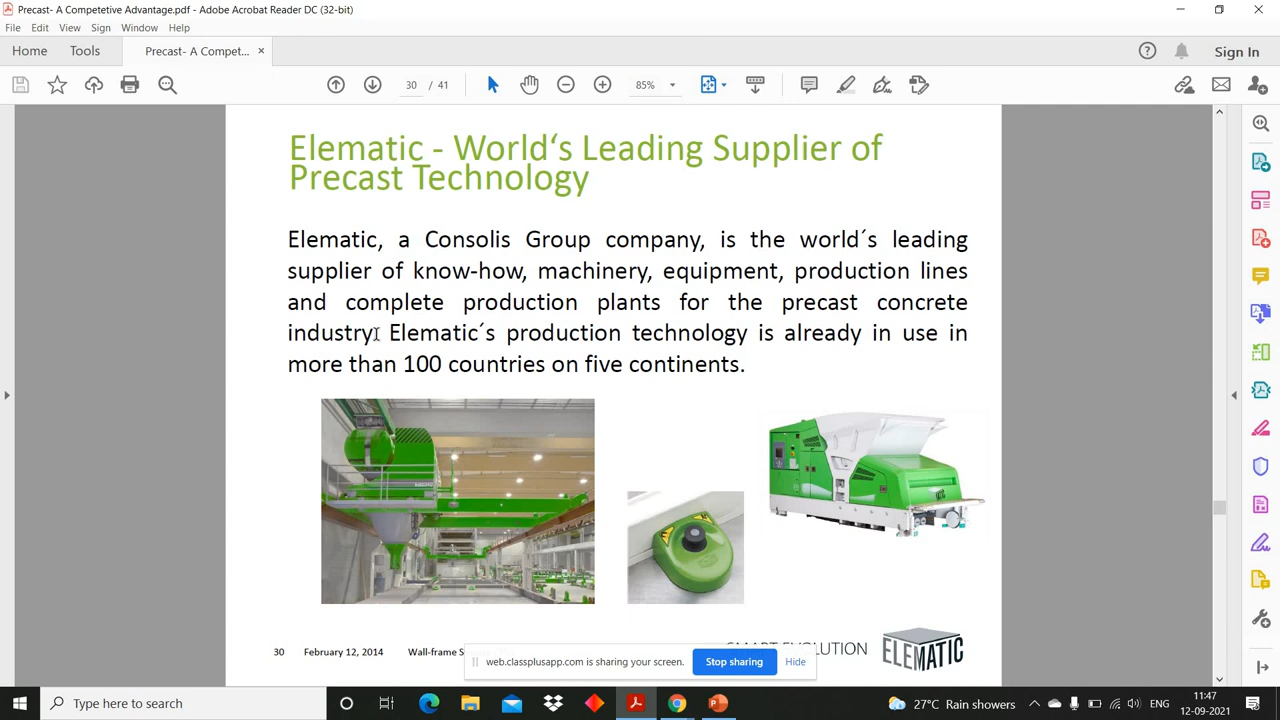 Precast- A Competetive Advantage.pdf - Adobe Acrobat Reader DC (32-bit)
File Edit View Sign Window Help
Home Tools Precast- A Compet... × Sign In
30 / 41 85%
Elematic - World‘s Leading Supplier of
Precast Technology
Elematic, a Consolis Group company, is the world´s leading
supplier of know-how, machinery, equipment, production lines
and complete production plants for the precast concrete
industry. Elematic´s production technology is already in use in
more than 100 countries on five continents.
30 February 12, 2014 Wall-frame
ELEMATIC
web.classplusapp.com is sharing your screen. Stop sharing Hide
Type here to search
27°C Rain showers ENG 11:47
12-09-2021